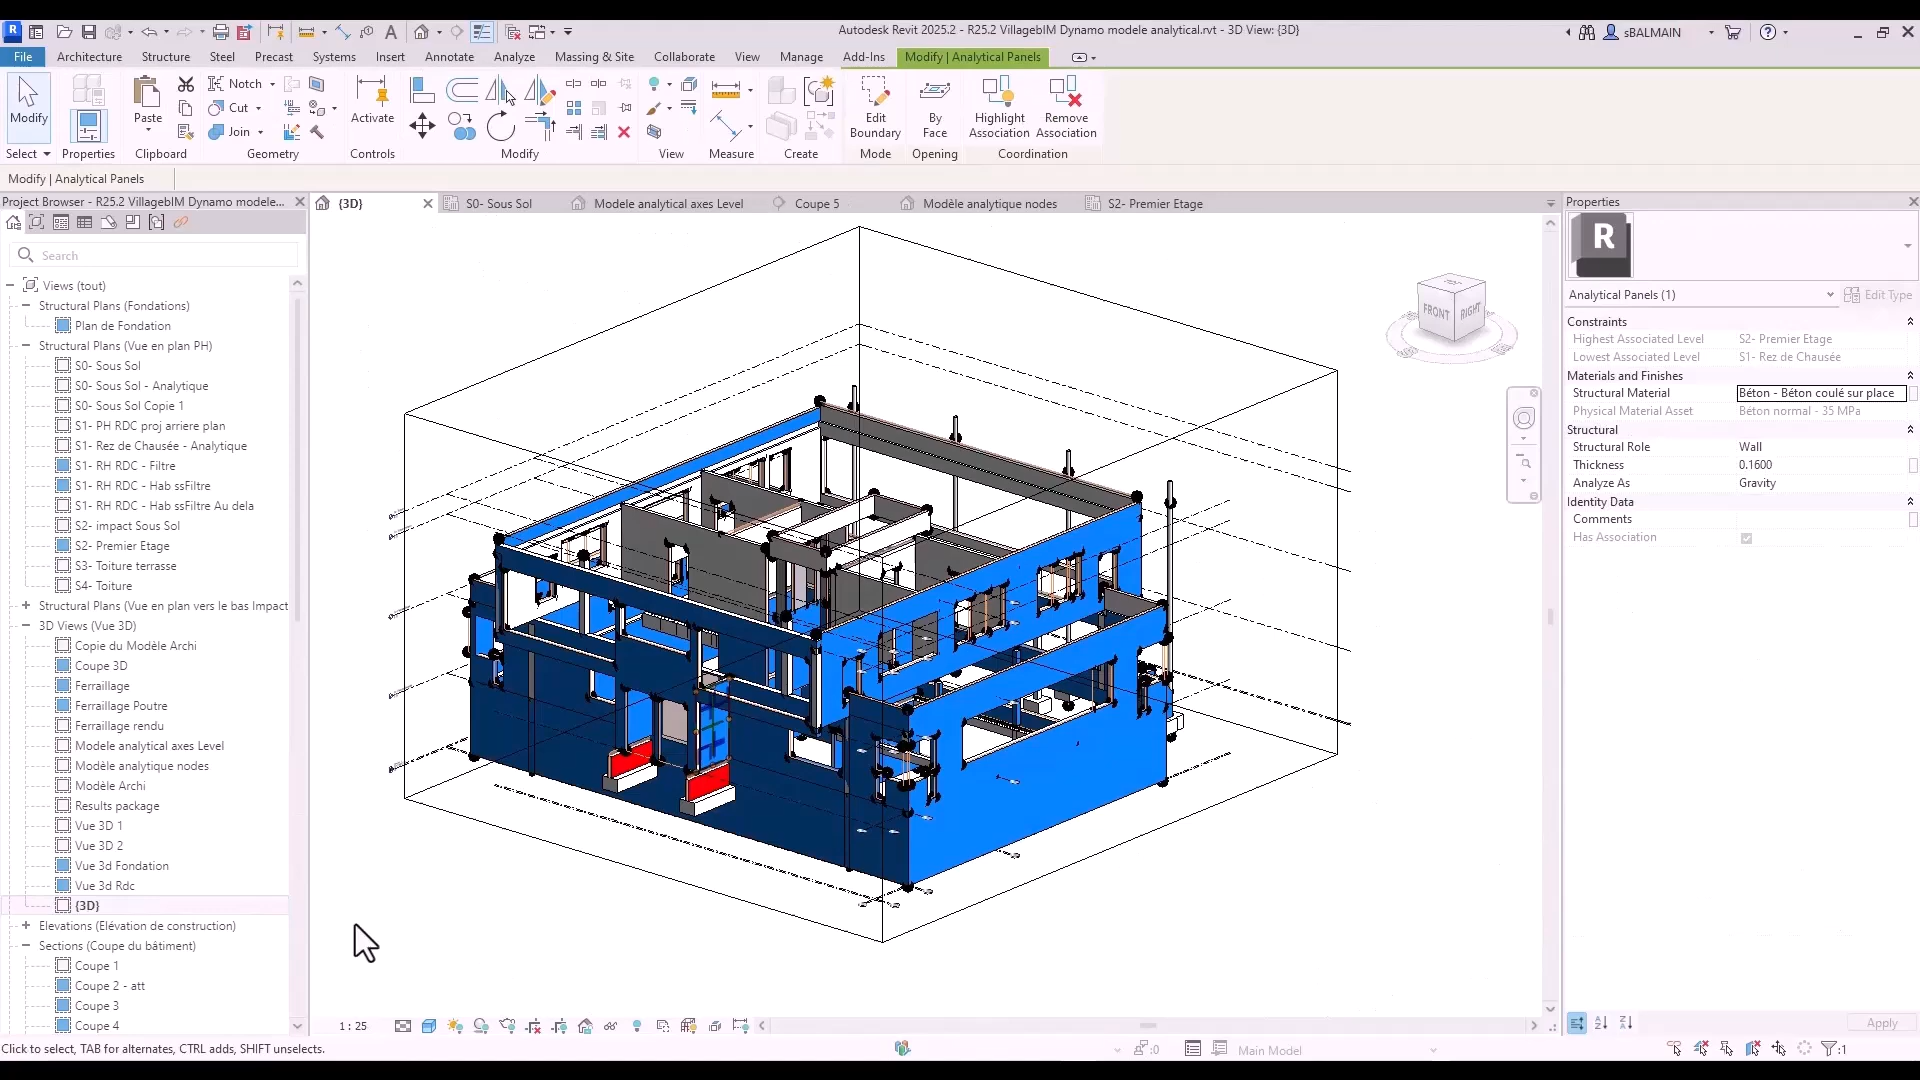 Autodesk Revit 2025.2 - R25.2 VillagebIM Dynamo modele analytical.rvt - 3D View: {3D}
sBALMAIN
File Architecture Structure Steel Precast Systems Insert Annotate Analyze Massing & Site Collaborate View Manage Add-Ins Modify | Analytical Panels
Modify
Paste
Notch
Cut
Join
Activate
Edit Boundary
By Face
Highlight Association
Remove Association
Select Properties Clipboard Geometry Controls Modify View Measure Create Mode Opening Coordination
Modify | Analytical Panels
Project Browser - R25.2 VillagebIM Dynamo modele...
{3D} S0- Sous Sol Modele analytical axes Level Coupe 5 Modèle analytique nodes S2- Premier Etage
Search
Views (tout)
Structural Plans (Fondations)
Plan de Fondation
Structural Plans (Vue en plan PH)
S0- Sous Sol
S0- Sous Sol - Analytique
S0- Sous Sol Copie 1
S1- PH RDC proj arriere plan
S1- Rez de Chausée - Analytique
S1- RH RDC - Filtre
S1- RH RDC - Hab ssFiltre
S1- RH RDC - Hab ssFiltre Au dela
S2- impact Sous Sol
S2- Premier Etage
S3- Toiture terrasse
S4- Toiture
Structural Plans (Vue en plan vers le bas Impact
3D Views (Vue 3D)
Copie du Modèle Archi
Coupe 3D
Ferraillage
Ferraillage Poutre
Ferraillage rendu
Modele analytical axes Level
Modèle analytique nodes
Modèle Archi
Results package
Vue 3D 1
Vue 3D 2
Vue 3d Fondation
Vue 3d Rdc
{3D}
Elevations (Elévation de construction)
Sections (Coupe du bâtiment)
Coupe 1
Coupe 2 - att
Coupe 3
Coupe 4
FRONT RIGHT
Properties
R
Analytical Panels (1) Edit Type
Constraints
Highest Associated Level S2- Premier Etage
Lowest Associated Level S1- Rez de Chausée
Materials and Finishes
Structural Material Béton - Béton coulé sur place
Physical Material Asset Béton normal - 35 MPa
Structural
Structural Role Wall
Thickness 0.1600
Analyze As Gravity
Identity Data
Comments
Has Association
Apply
1 : 25
Click to select, TAB for alternates, CTRL adds, SHIFT unselects.
:0
Main Model
:1